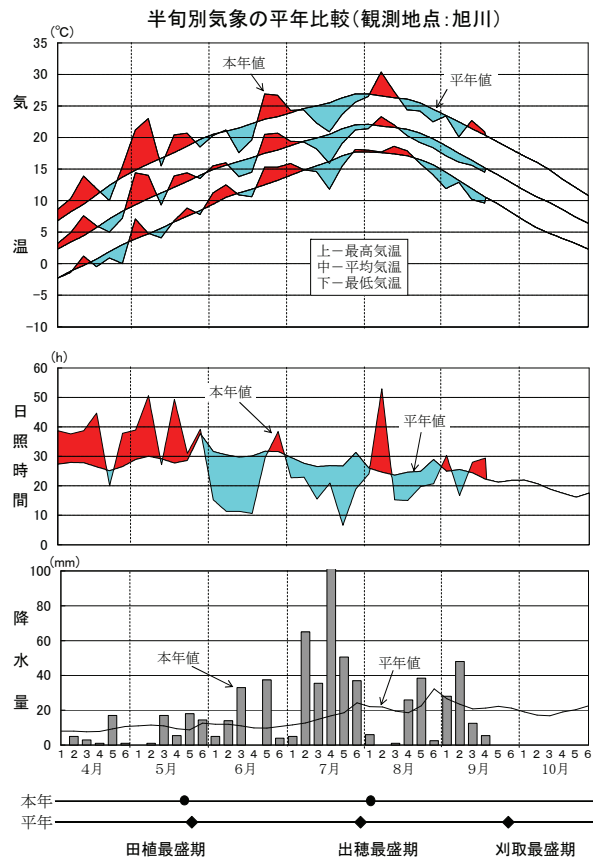 半旬別気象の平年比較(観測地点:旭川)
(℃)
35
30
25
20
15
10
5
0
−5
−10
気温
本年値
平年値
上−最高気温
中−平均気温
下−最低気温
(h)
60
50
40
30
20
10
0
日照時間
本年値
平年値
(mm)
100
80
60
40
20
0
降水量
本年値
平年値
1 2 3 4 5 6 1 2 3 4 5 6 1 2 3 4 5 6 1 2 3 4 5 6 1 2 3 4 5 6 1 2 3 4 5 6 1 2 3 4 5 6
4月 5月 6月 7月 8月 9月 10月
本年
平年
田植最盛期 出穂最盛期 刈取最盛期